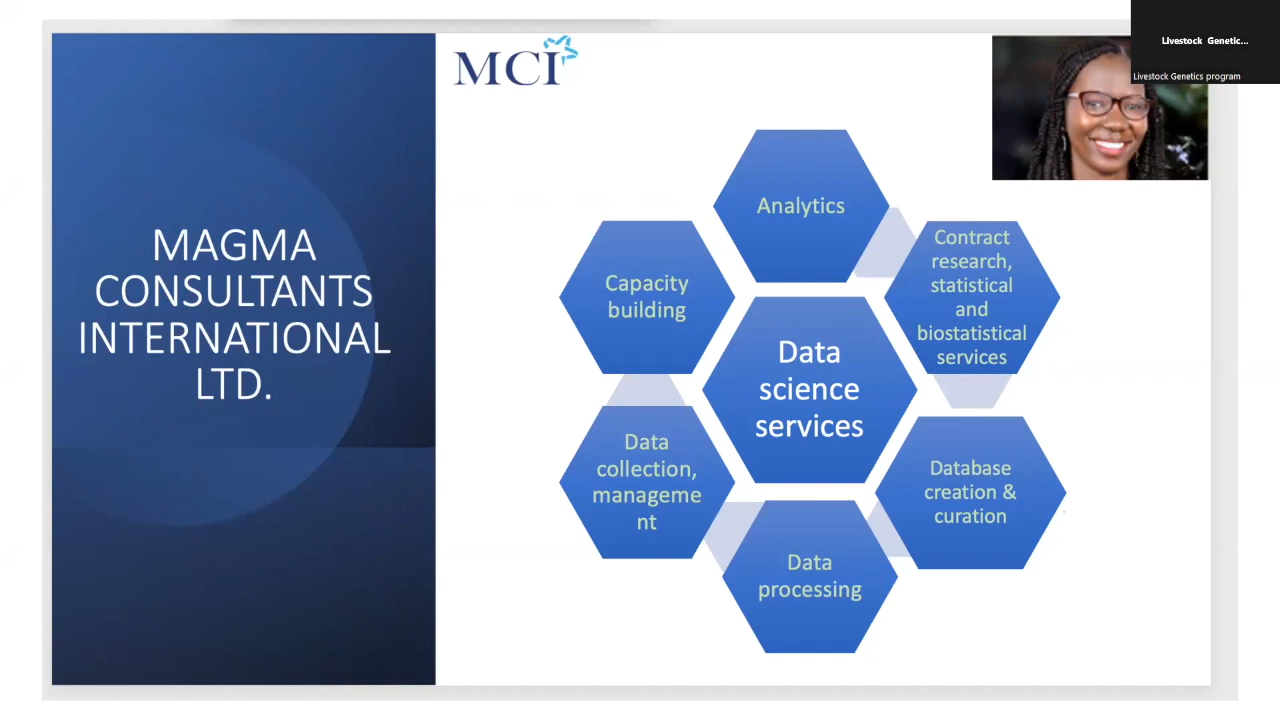 MCI
Livestock Genetic...
Livestock Genetics program
MAGMA
CONSULTANTS
INTERNATIONAL
LTD.
Analytics
Contract
research,
statistical
and
biostatistical
services
Capacity
building
Data
science
services
Data
collection,
manageme
nt
Database
creation &
curation
Data
processing